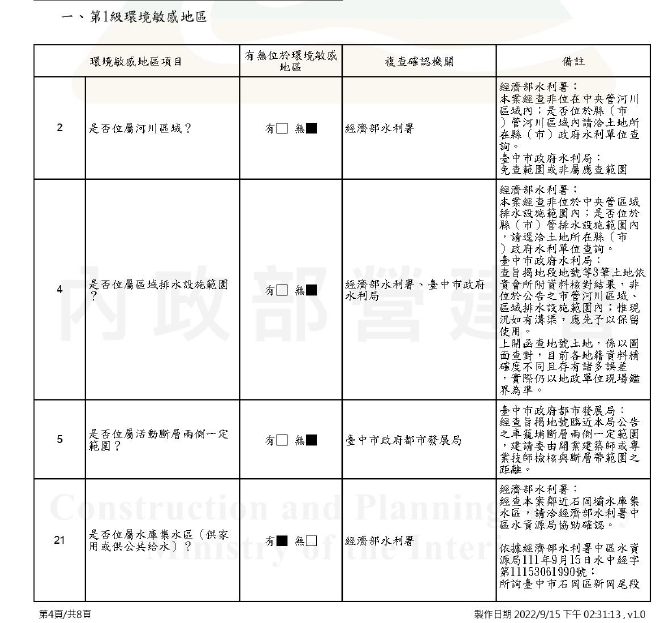 一、第1級環境敏感地區
環境敏感地區項目
有無位於環境敏感
地區
複查確認機關
備註
2
是否位屬河川區域？
有□ 無■
經濟部水利署
經濟部水利署：
本案經查非位在中央管河川
區域內；是否位於縣（市
）管河川區域內請洽土地所
在縣（市）政府水利單位查
詢。
臺中市政府水利局：
免查範圍或非屬應查範圍
4
是否位屬區域排水設施範圍
？
有□ 無■
經濟部水利署、臺中市政府
水利局
經濟部水利署：
本案經查非位於中央管區域
排水設施範圍內；是否位於
縣（市）管排水設施範圍內
，請逕洽土地所在縣（市
）政府水利單位查詢。
臺中市政府水利局：
查旨揭地段地號等3筆土地依
貴會所附資料核對結果，非
位於公告之市管河川區域、
區域排水設施範圍內；惟現
況如有溝渠，應先予以保留
使用。
上開函查地號土地，係以圖
面查對，目前各地籍資料精
確度不同且存有諸多誤差
，實際仍以地政單位現場鑑
界為準。
5
是否位屬活動斷層兩側一定
範圍？
有□ 無■
臺中市政府都市發展局
臺中市政府都市發展局：
經查旨揭地號臨近本局公告
之車籠埔斷層兩側一定範圍
，建請委由開業建築師或專
業技師檢核與斷層帶範圍之
距離。
21
是否位屬水庫集水區（供家
用或供公共給水）？
有■ 無□
經濟部水利署
經濟部水利署：
經查本案鄰近石岡壩水庫集
水區，請洽經濟部水利署中
區水資源局協助確認。
依據經濟部水利署中區水資
源局111年9月15日水中經字
第11153061990號：
所詢臺中市石岡區新岡尾段
內政部營建
Construction and Planning
Ministry of the Interior
第4頁/共8頁
製作日期 2022/9/15 下午 02:31:13 , v1.0